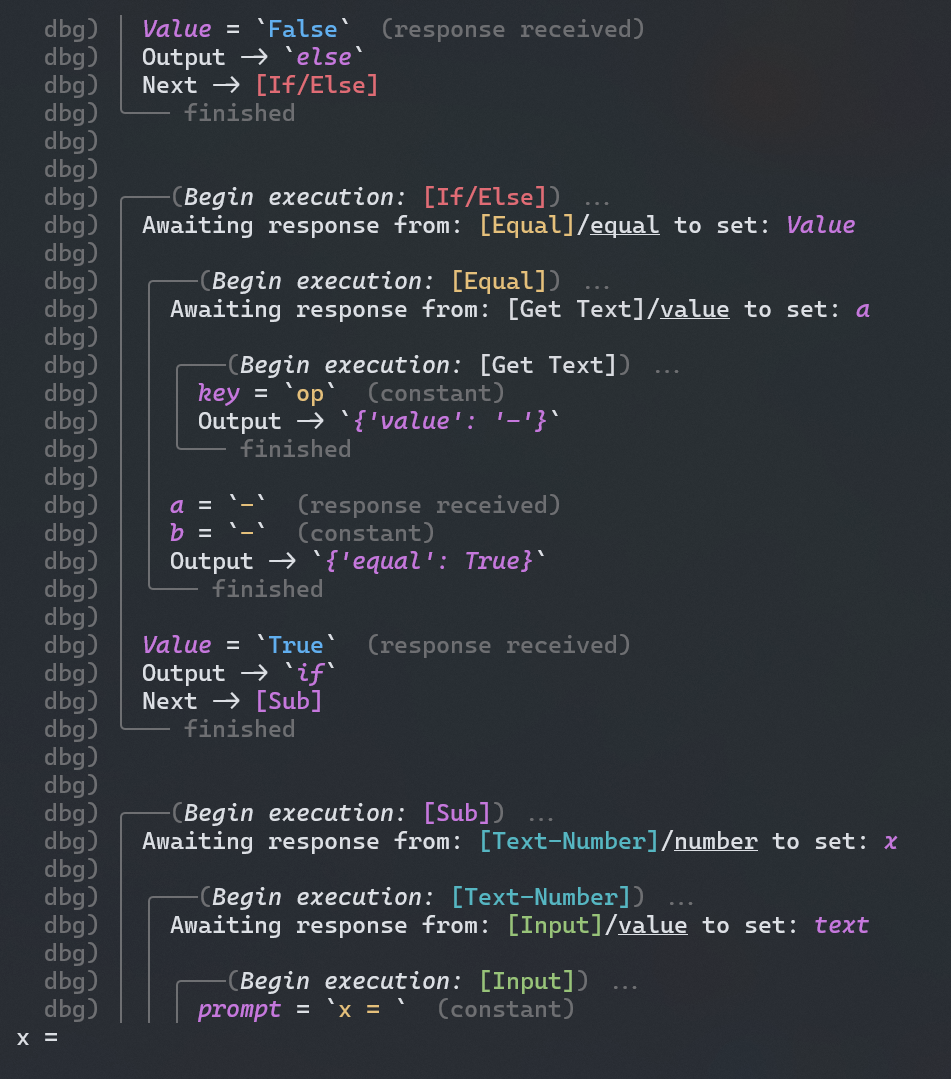 dbg) Value = `False` (response received)
dbg) Output -> `else`
dbg) Next -> [If/Else]
dbg) finished
dbg)
dbg)
dbg) (Begin execution: [If/Else]) ...
dbg) Awaiting response from: [Equal]/equal to set: Value
dbg)
dbg) (Begin execution: [Equal]) ...
dbg) Awaiting response from: [Get Text]/value to set: a
dbg)
dbg) (Begin execution: [Get Text]) ...
dbg) key = `op` (constant)
dbg) Output -> `{'value': '-'}`
dbg) finished
dbg)
dbg) a = `-` (response received)
dbg) b = `-` (constant)
dbg) Output -> `{'equal': True}`
dbg) finished
dbg)
dbg) Value = `True` (response received)
dbg) Output -> `if`
dbg) Next -> [Sub]
dbg) finished
dbg)
dbg)
dbg) (Begin execution: [Sub]) ...
dbg) Awaiting response from: [Text-Number]/number to set: x
dbg)
dbg) (Begin execution: [Text-Number]) ...
dbg) Awaiting response from: [Input]/value to set: text
dbg)
dbg) (Begin execution: [Input]) ...
dbg) prompt = `x = ` (constant)
x =